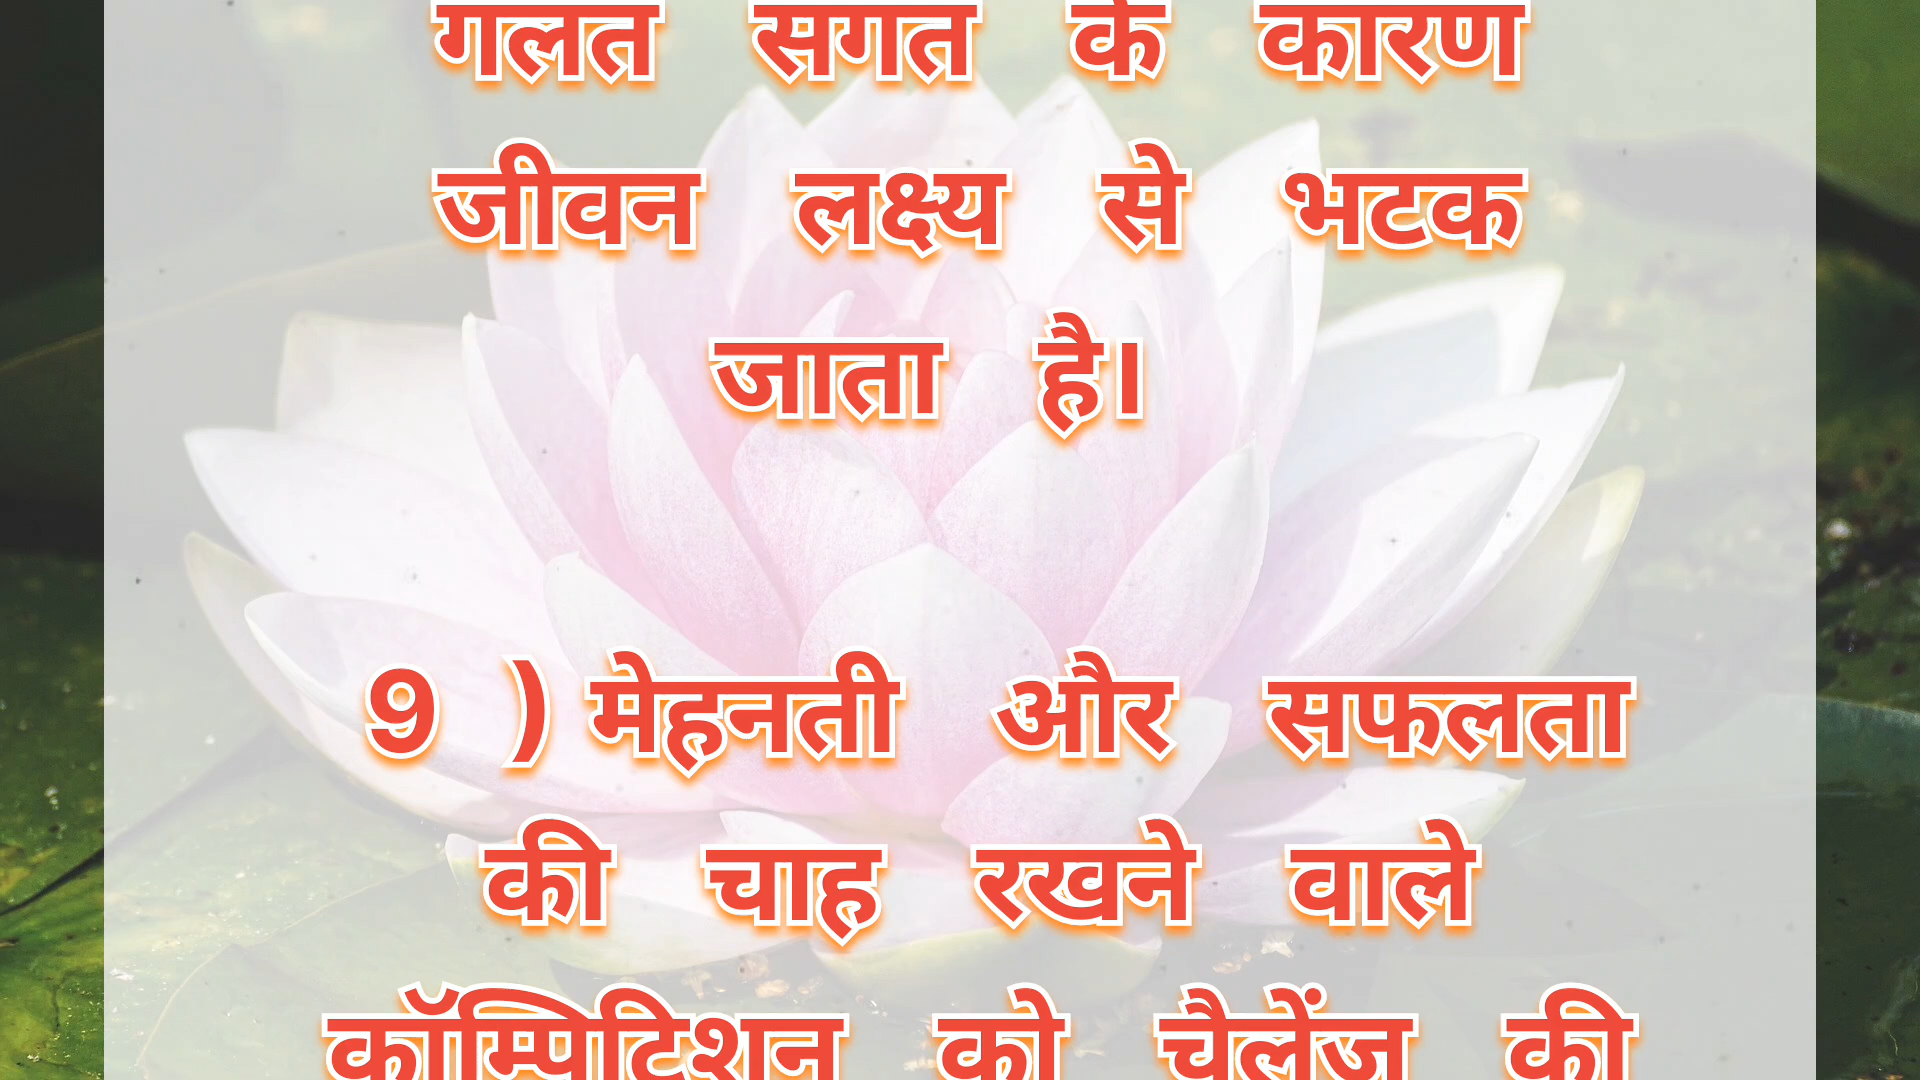 गलत संगत के कारण
जीवन लक्ष्य से भटक
जाता है।
9 ) मेहनती और सफलता
की चाह रखने वाले
कॉम्पिटिशन को चैलेंज की